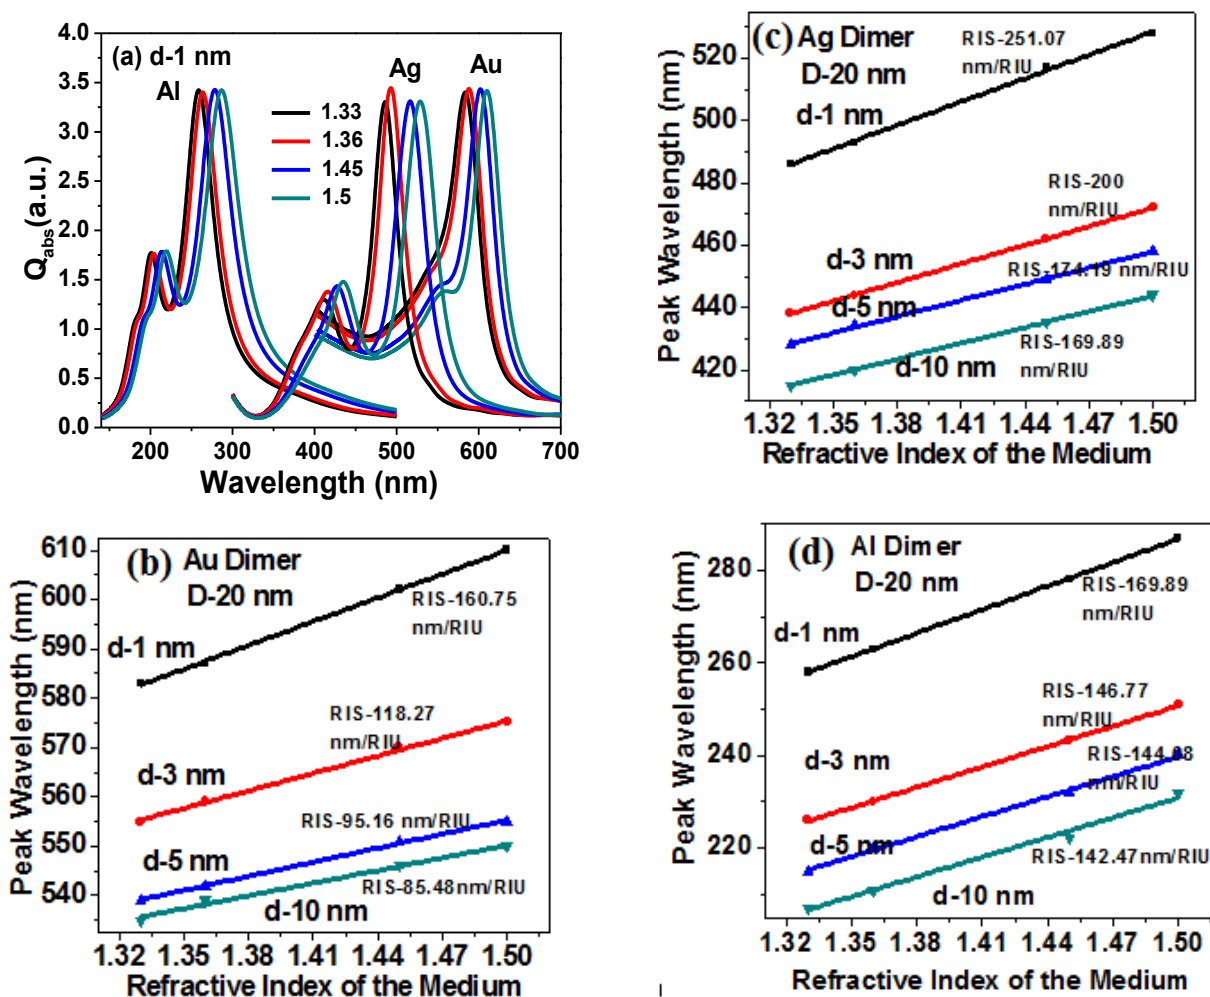 (a) d-1 nm
Al
Ag
Au
1.33
1.36
1.45
1.5
4.0
3.5
3.0
2.5
2.0
1.5
1.0
0.5
0.0
Qabs(a.u.)
200 300 400 500 600 700
Wavelength (nm)
(c) Ag Dimer
D-20 nm
d-1 nm
RIS-251.07
nm/RIU
RIS-200
nm/RIU
d-3 nm
RIS-174.19 nm/RIU
d-5 nm
RIS-169.89
nm/RIU
d-10 nm
520
500
480
460
440
420
Peak Wavelength (nm)
1.32 1.35 1.38 1.41 1.44 1.47 1.50
Refractive Index of the Medium
(b) Au Dimer
D-20 nm
RIS-160.75
nm/RIU
d-1 nm
RIS-118.27
nm/RIU
d-3 nm
RIS-95.16 nm/RIU
d-5 nm
RIS-85.48nm/RIU
d-10 nm
610
600
590
580
570
560
550
540
Peak Wavelength (nm)
1.32 1.35 1.38 1.41 1.44 1.47 1.50
Refractive Index of the Medium
(d) Al Dimer
D-20 nm
RIS-169.89
nm/RIU
d-1 nm
RIS-146.77
nm/RIU
d-3 nm
RIS-144.08
nm/RIU
d-5 nm
RIS-142.47nm/RIU
d-10 nm
280
260
240
220
Peak Wavelength (nm)
1.32 1.35 1.38 1.41 1.44 1.47 1.50
Refractive Index of the Medium